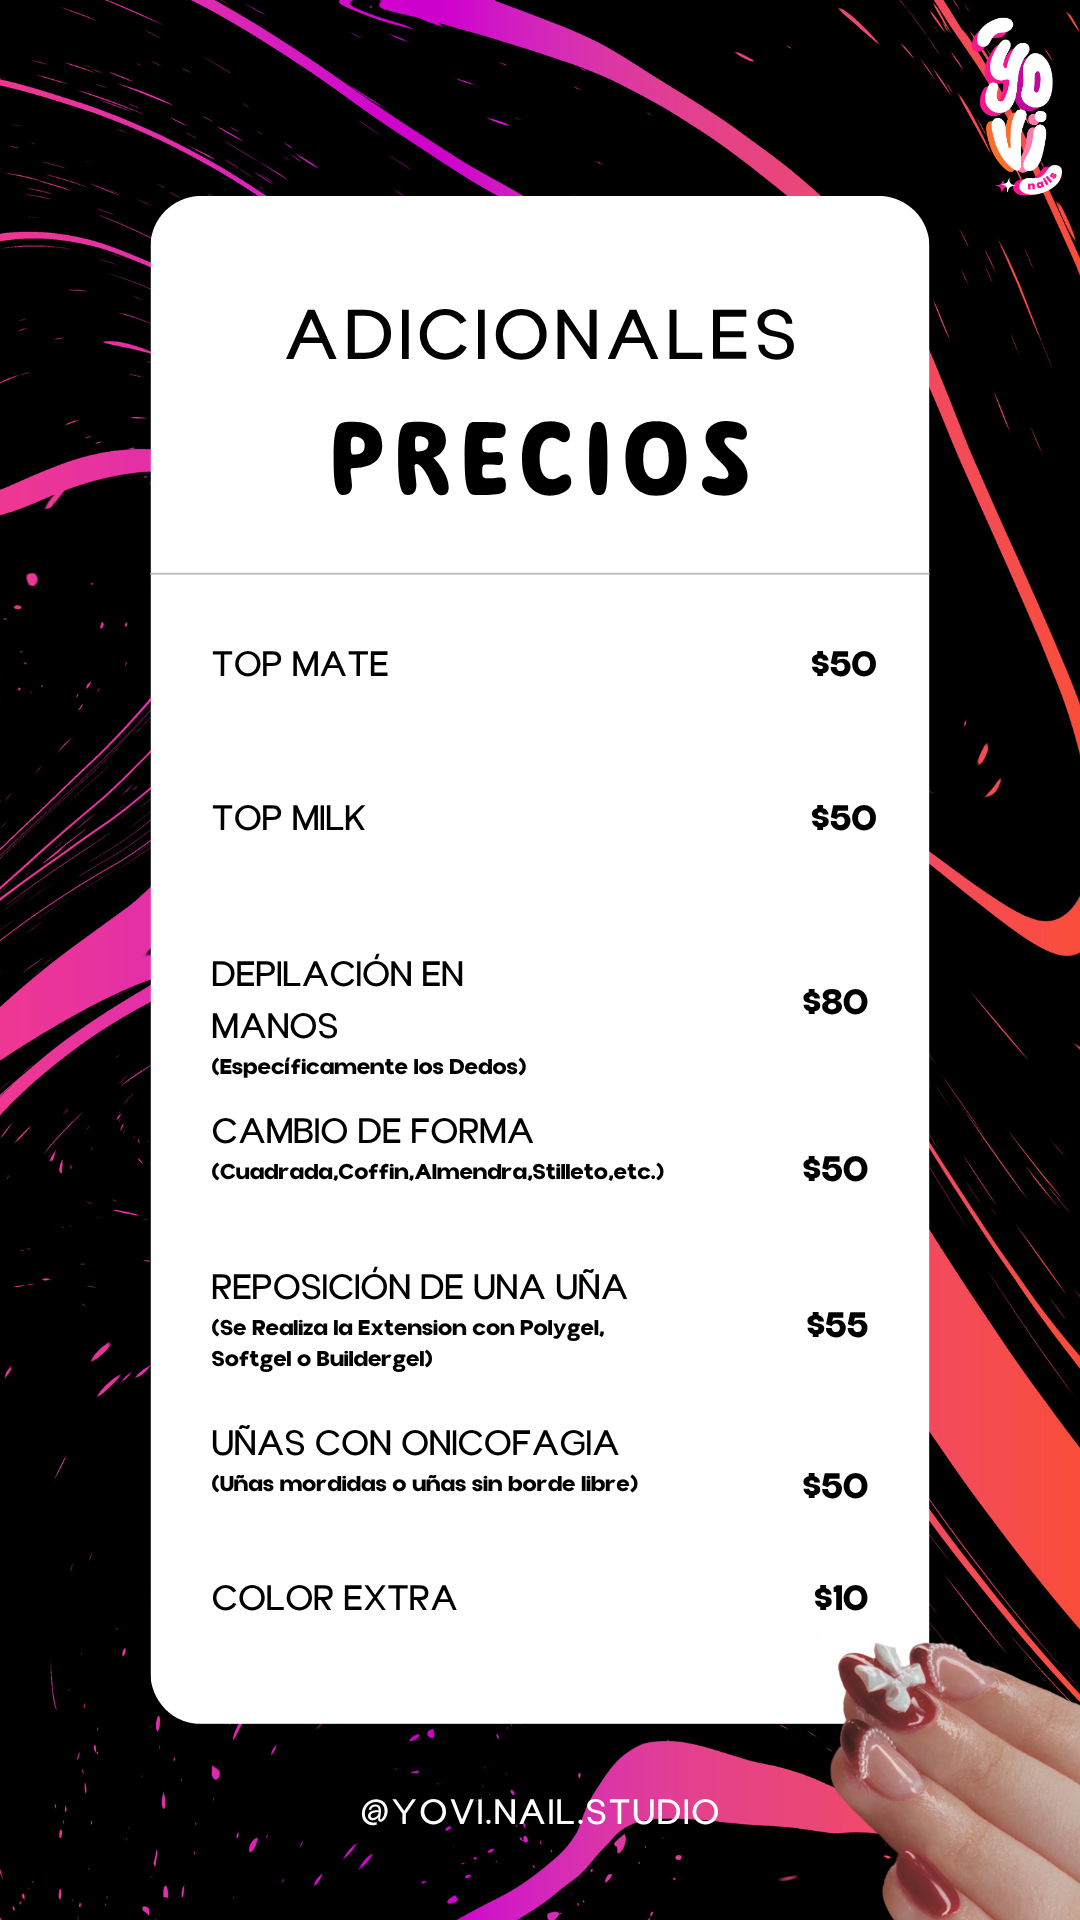 yovi
nails
ADICIONALES
PRECIOS
TOP MATE $50
TOP MILK $50
DEPILACIÓN EN
MANOS $80
(Específicamente los Dedos)
CAMBIO DE FORMA
(Cuadrada,Coffin,Almendra,Stilleto,etc.) $50
REPOSICIÓN DE UNA UÑA
(Se Realiza la Extension con Polygel, $55
Softgel o Buildergel)
UÑAS CON ONICOFAGIA
(Uñas mordidas o uñas sin borde libre) $50
COLOR EXTRA $10
@YOVI.NAIL.STUDIO